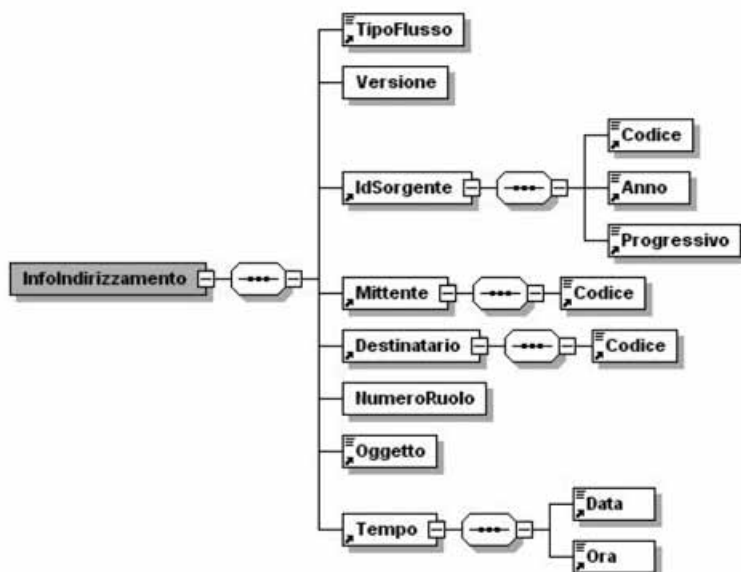 TipoFlusso
Versione
Codice
IdSorgente
Anno
Progressivo
InfoIndirizzamento
Mittente
Codice
Destinatario
Codice
NumeroRuolo
Oggetto
Data
Tempo
Ora